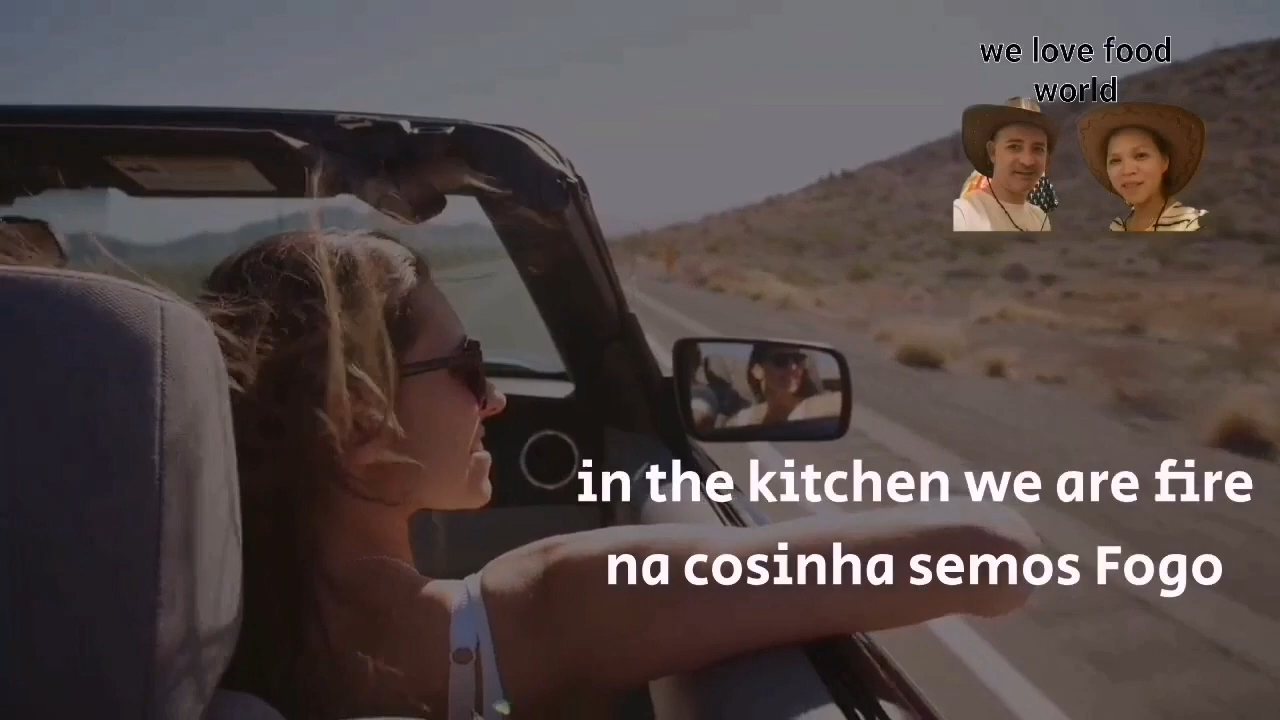 we love food
world
in the kitchen we are fire
na cosinha semos Fogo